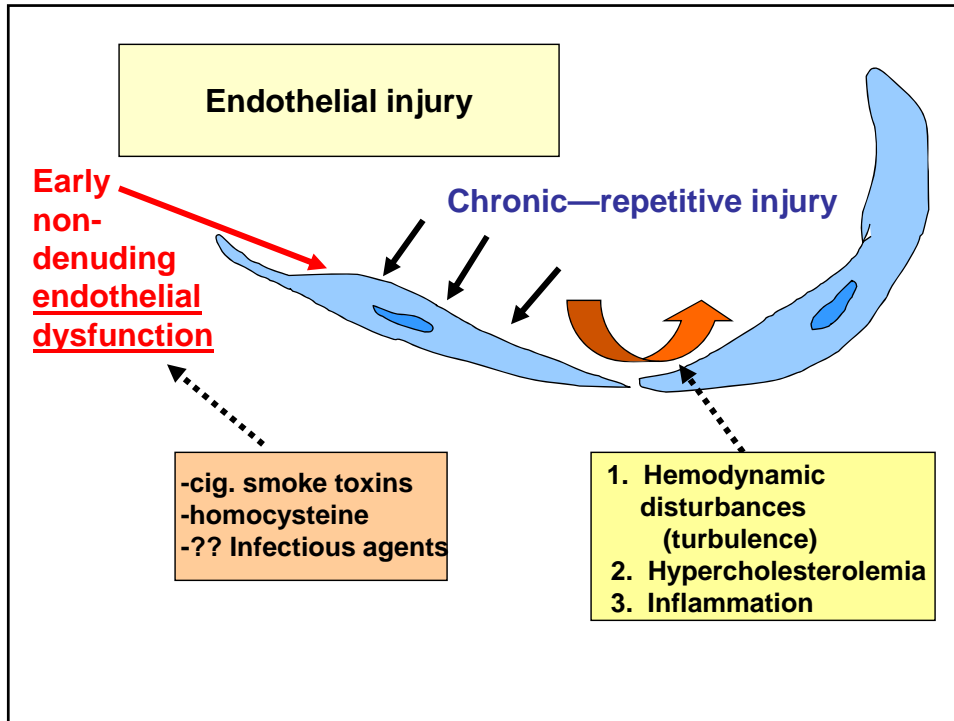 Endothelial injury
Early
non-
denuding
endothelial
dysfunction
Chronic—repetitive injury
-cig. smoke toxins
-homocysteine
-?? Infectious agents
1. Hemodynamic
disturbances
(turbulence)
2. Hypercholesterolemia
3. Inflammation